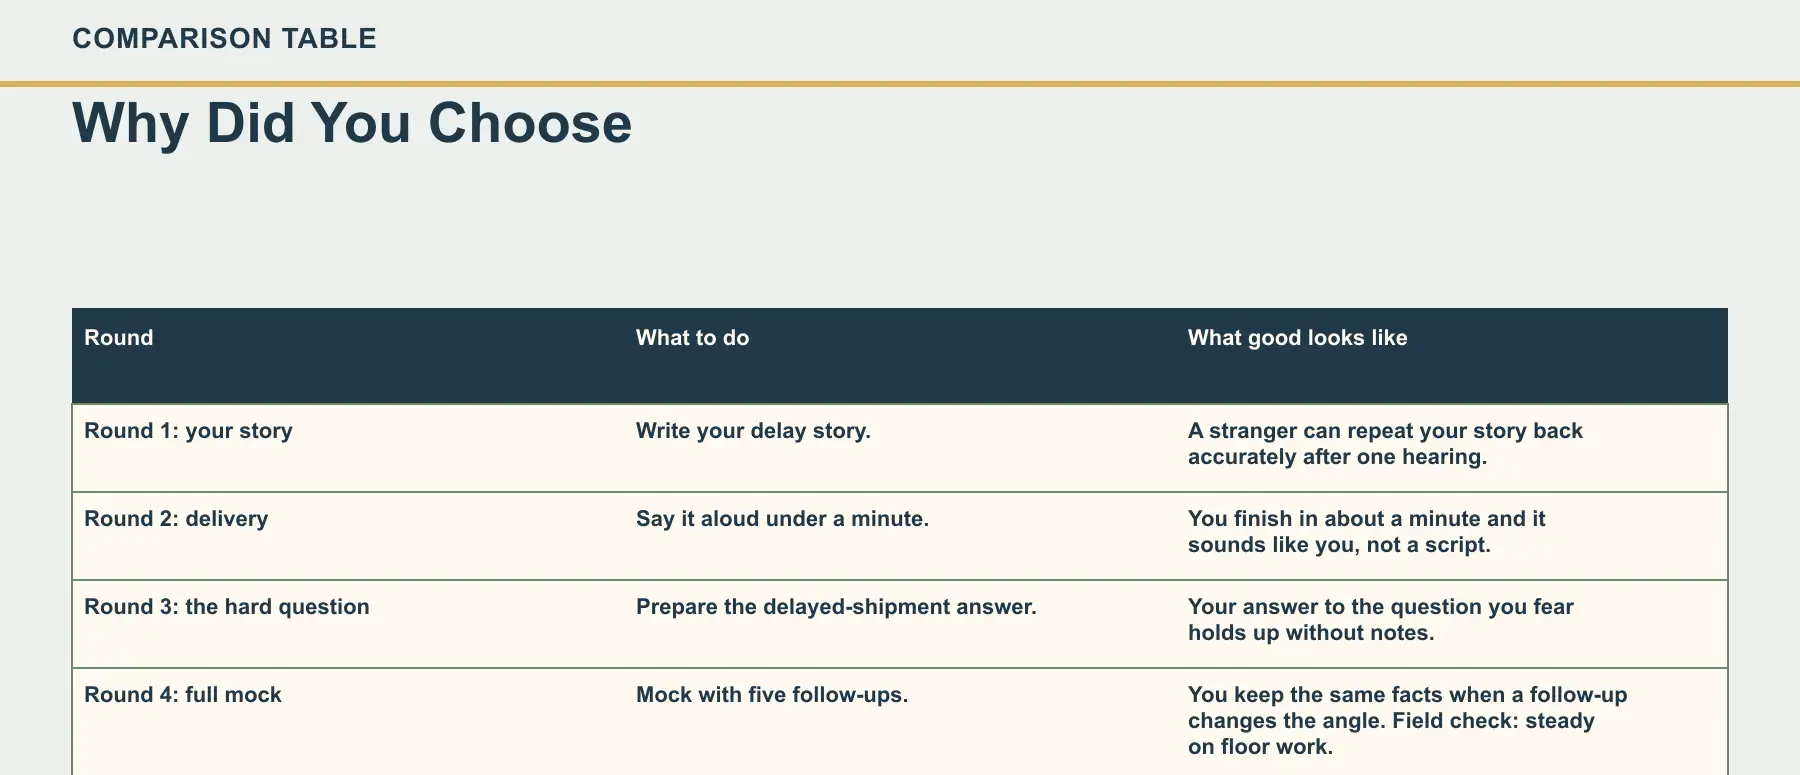 COMPARISON TABLE
Why Did You Choose
Round
What to do
What good looks like
Round 1: your story
Write your delay story.
A stranger can repeat your story back
accurately after one hearing.
Round 2: delivery
Say it aloud under a minute.
You finish in about a minute and it
sounds like you, not a script.
Round 3: the hard question
Prepare the delayed-shipment answer.
Your answer to the question you fear
holds up without notes.
Round 4: full mock
Mock with five follow-ups.
You keep the same facts when a follow-up
changes the angle. Field check: steady
on floor work.